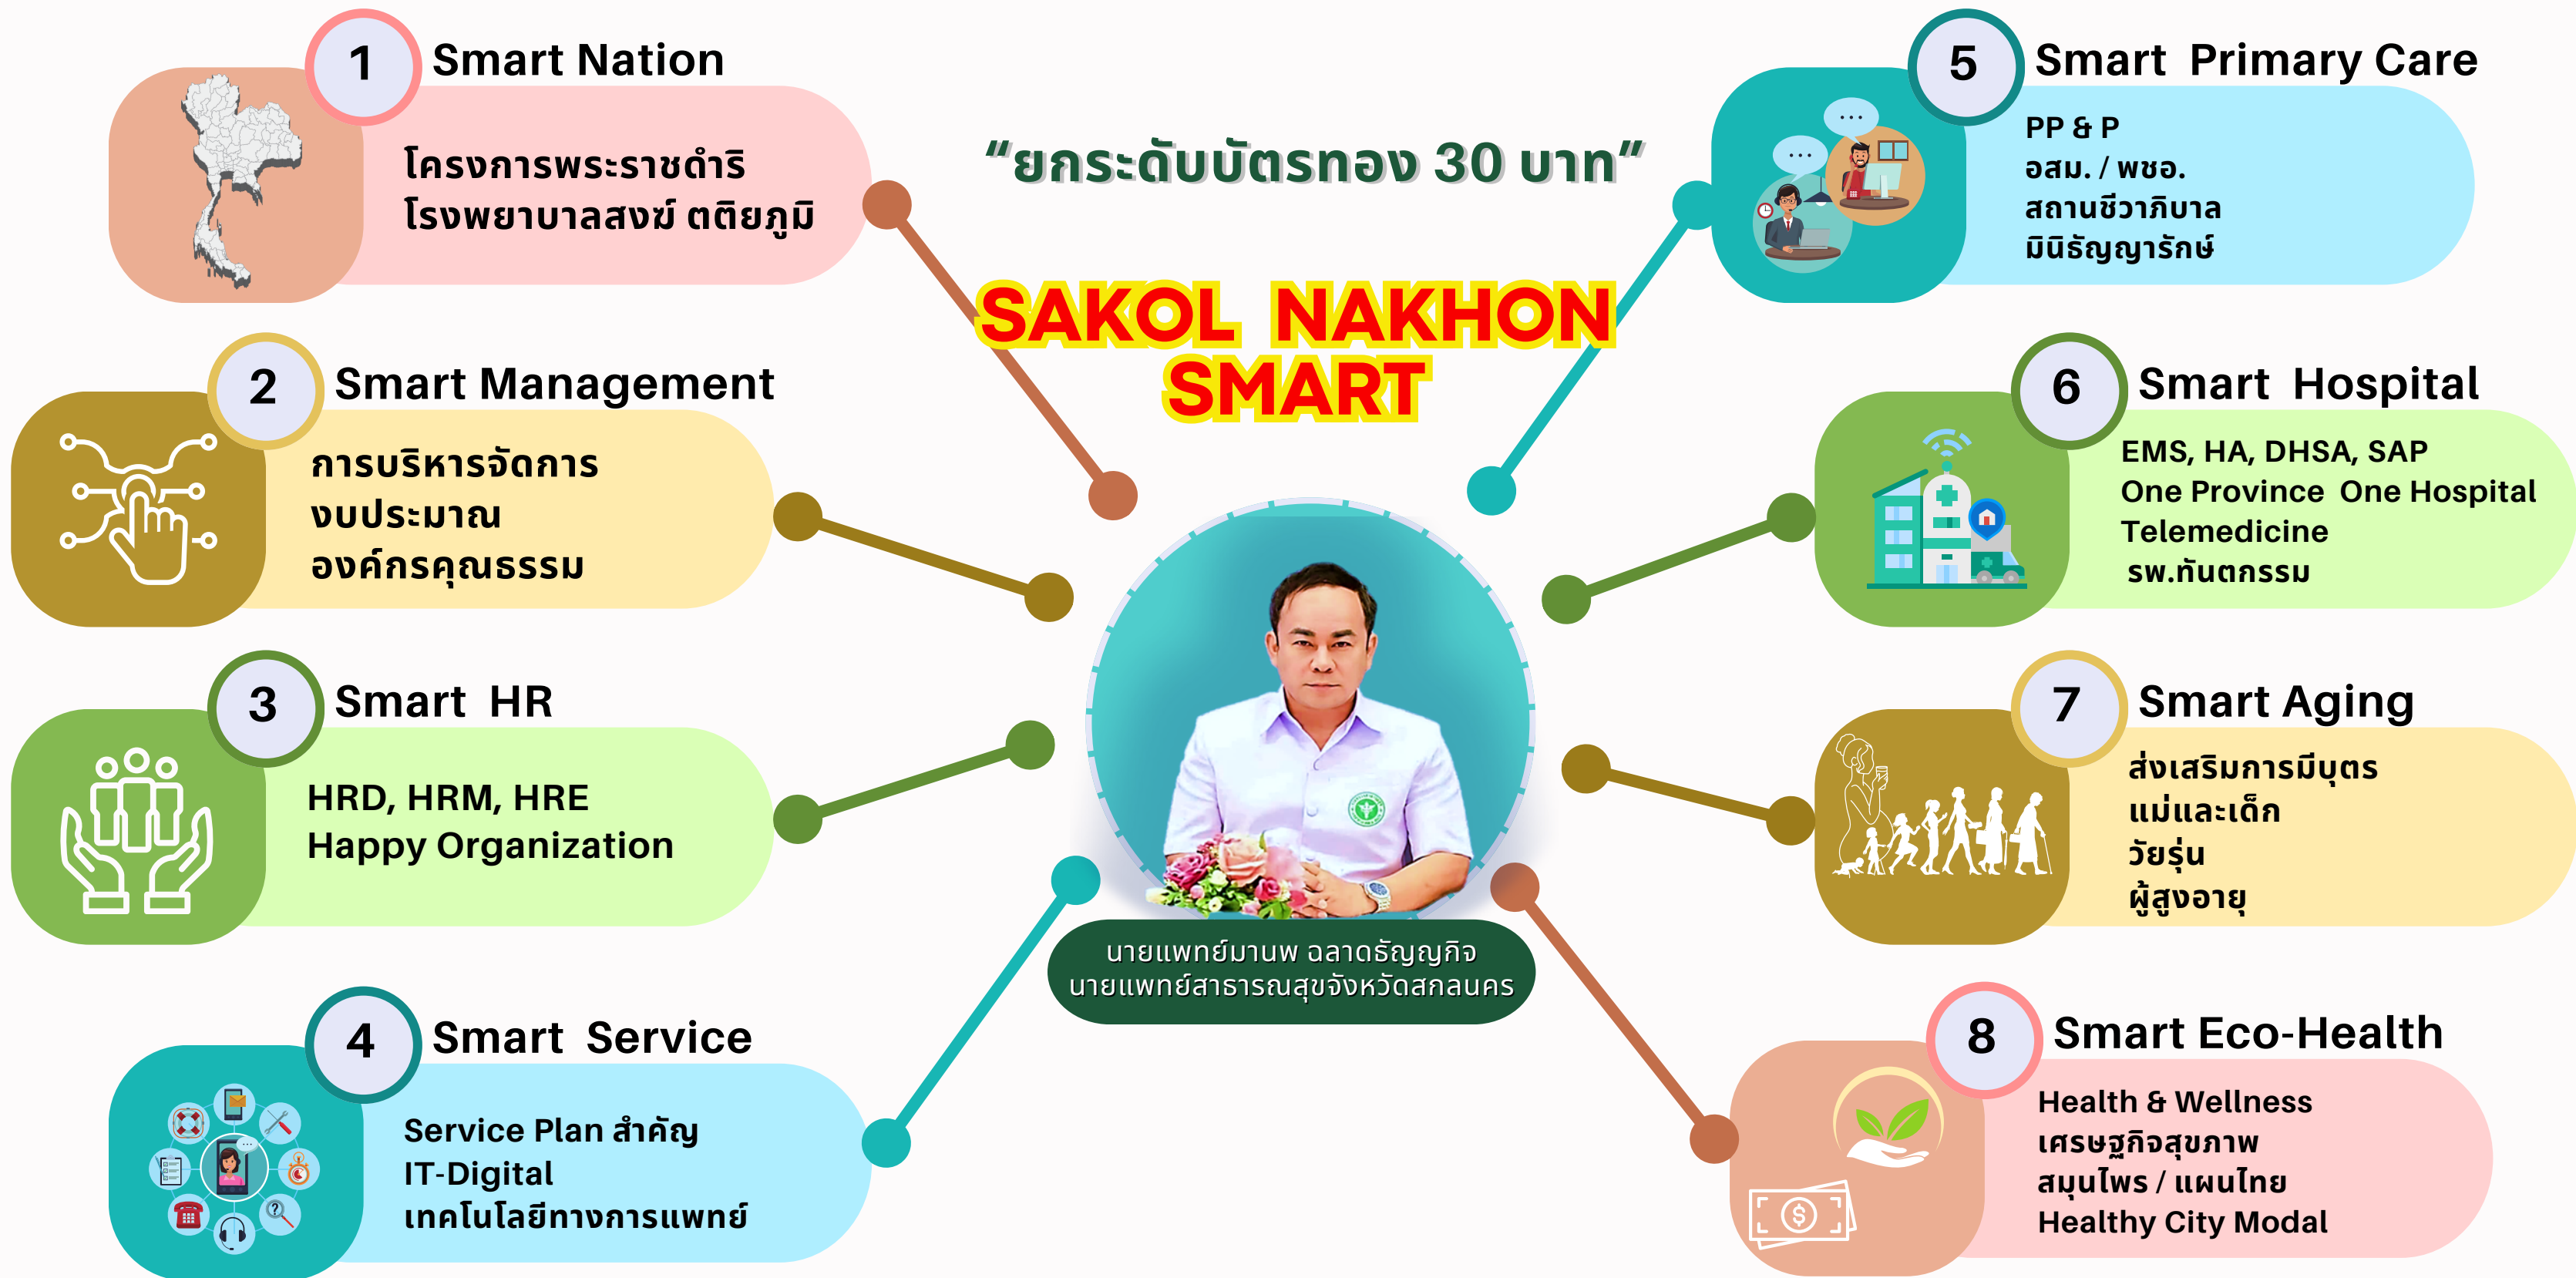 1
Smart Nation
โครงการพระราชดำริ
โรงพยาบาลสงฆ์ ตติยภูมิ
2
Smart Management
การบริหารจัดการ
งบประมาณ
องค์กรคุณธรรม
3
Smart HR
HRD, HRM, HRE
Happy Organization
4
Smart Service
Service Plan สำคัญ
IT-Digital
เทคโนโลยีทางการแพทย์
“ยกระดับบัตรทอง 30 บาท”
SAKOL NAKHON
SMART
นายแพทย์มานพ ฉลาดธัญญกิจ
นายแพทย์สาธารณสุขจังหวัดสกลนคร
5
Smart Primary Care
PP & P
อสม. / พชอ.
สถานชีวาภิบาล
มินิธัญญารักษ์
6
Smart Hospital
EMS, HA, DHSA, SAP
One Province One Hospital
Telemedicine
รพ.ทันตกรรม
7
Smart Aging
ส่งเสริมการมีบุตร
แม่และเด็ก
วัยรุ่น
ผู้สูงอายุ
8
Smart Eco-Health
Health & Wellness
เศรษฐกิจสุขภาพ
สมุนไพร / แผนไทย
Healthy City Modal